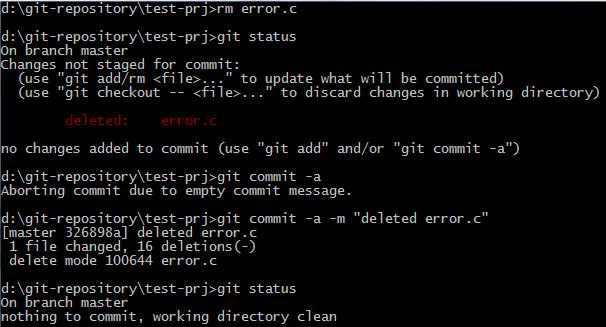 d:\git-repository\test-prj>rm error.c
d:\git-repository\test-prj>git status
On branch master
Changes not staged for commit:
  (use "git add/rm <file>..." to update what will be committed)
  (use "git checkout -- <file>..." to discard changes in working directory)
        deleted:    error.c
no changes added to commit (use "git add" and/or "git commit -a")
d:\git-repository\test-prj>git commit -a
Aborting commit due to empty commit message.
d:\git-repository\test-prj>git commit -a -m "deleted error.c"
[master 326898a] deleted error.c
 1 file changed, 16 deletions(-)
 delete mode 100644 error.c
d:\git-repository\test-prj>git status
On branch master
nothing to commit, working directory clean